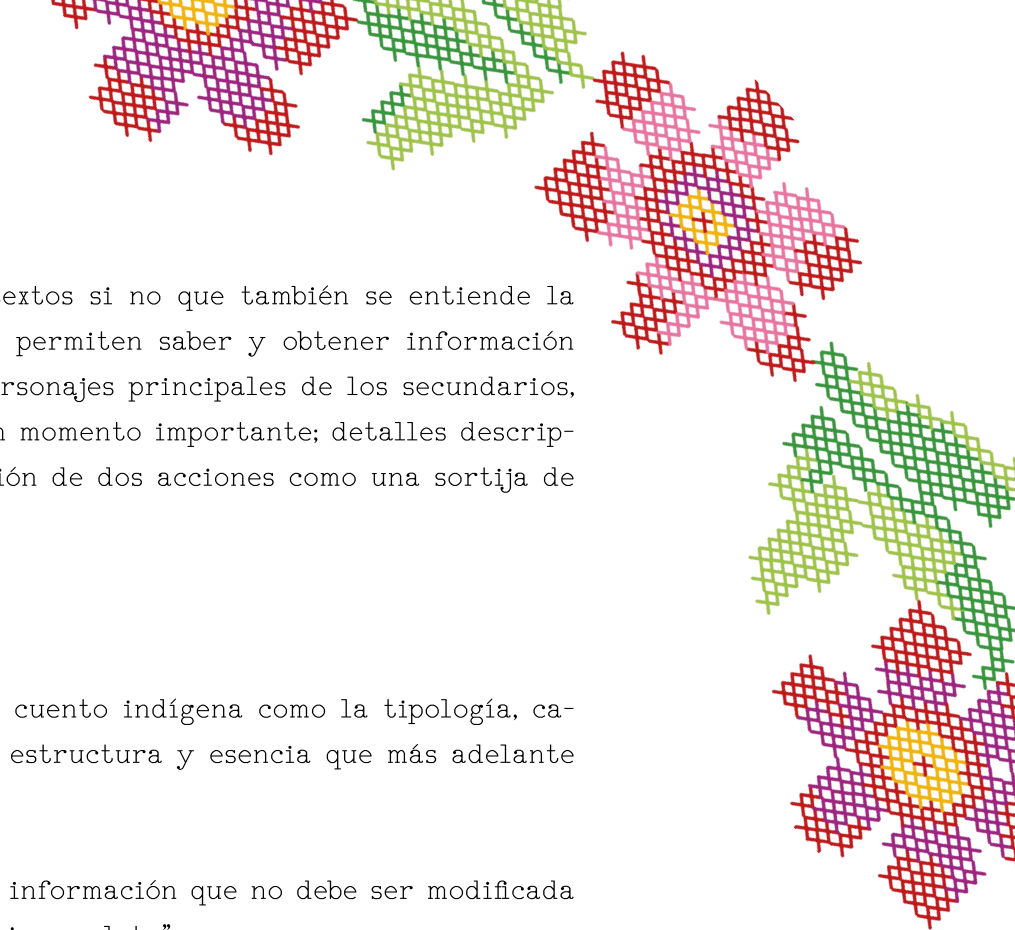 textos si no que también se entiende la
permiten saber y obtener información
rsonajes principales de los secundarios,
momento importante; detalles descrip-
ión de dos acciones como una sortija de
cuento indígena como la tipología, ca-
estructura y esencia que más adelante
información que no debe ser modificada